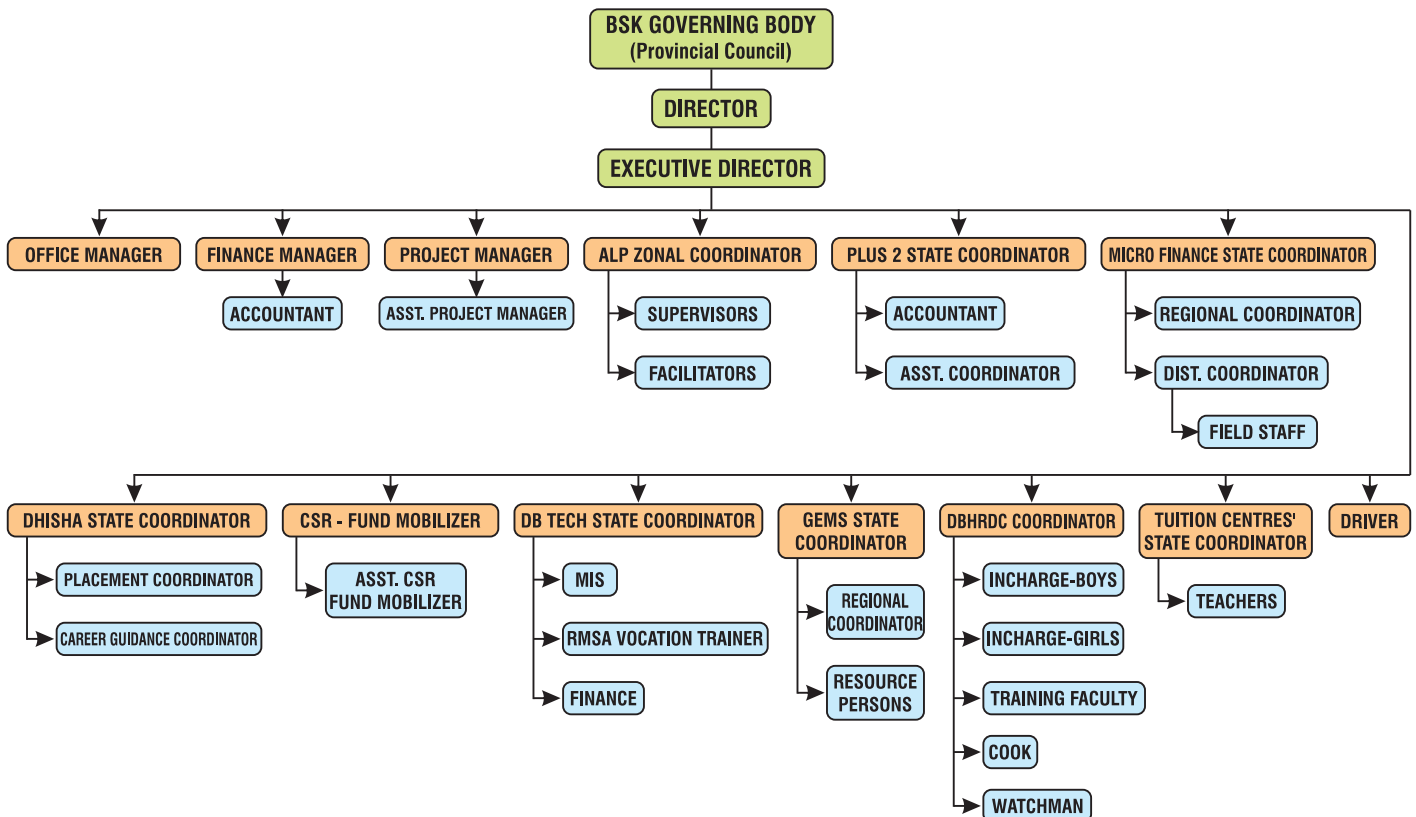 BSK GOVERNING BODY
(Provincial Council)
DIRECTOR
EXECUTIVE DIRECTOR
OFFICE MANAGER
FINANCE MANAGER
PROJECT MANAGER
ALP ZONAL COORDINATOR
PLUS 2 STATE COORDINATOR
MICRO FINANCE STATE COORDINATOR
ACCOUNTANT
ASST. PROJECT MANAGER
SUPERVISORS
ACCOUNTANT
REGIONAL COORDINATOR
FACILITATORS
ASST. COORDINATOR
DIST. COORDINATOR
FIELD STAFF
DHISHA STATE COORDINATOR
CSR - FUND MOBILIZER
DB TECH STATE COORDINATOR
GEMS STATE
COORDINATOR
DBHRDC COORDINATOR
TUITION CENTRES'
STATE COORDINATOR
DRIVER
PLACEMENT COORDINATOR
CAREER GUIDANCE COORDINATOR
ASST. CSR
FUND MOBILIZER
MIS
RMSA VOCATION TRAINER
FINANCE
REGIONAL
COORDINATOR
RESOURCE
PERSONS
INCHARGE-BOYS
INCHARGE-GIRLS
TRAINING FACULTY
COOK
WATCHMAN
TEACHERS